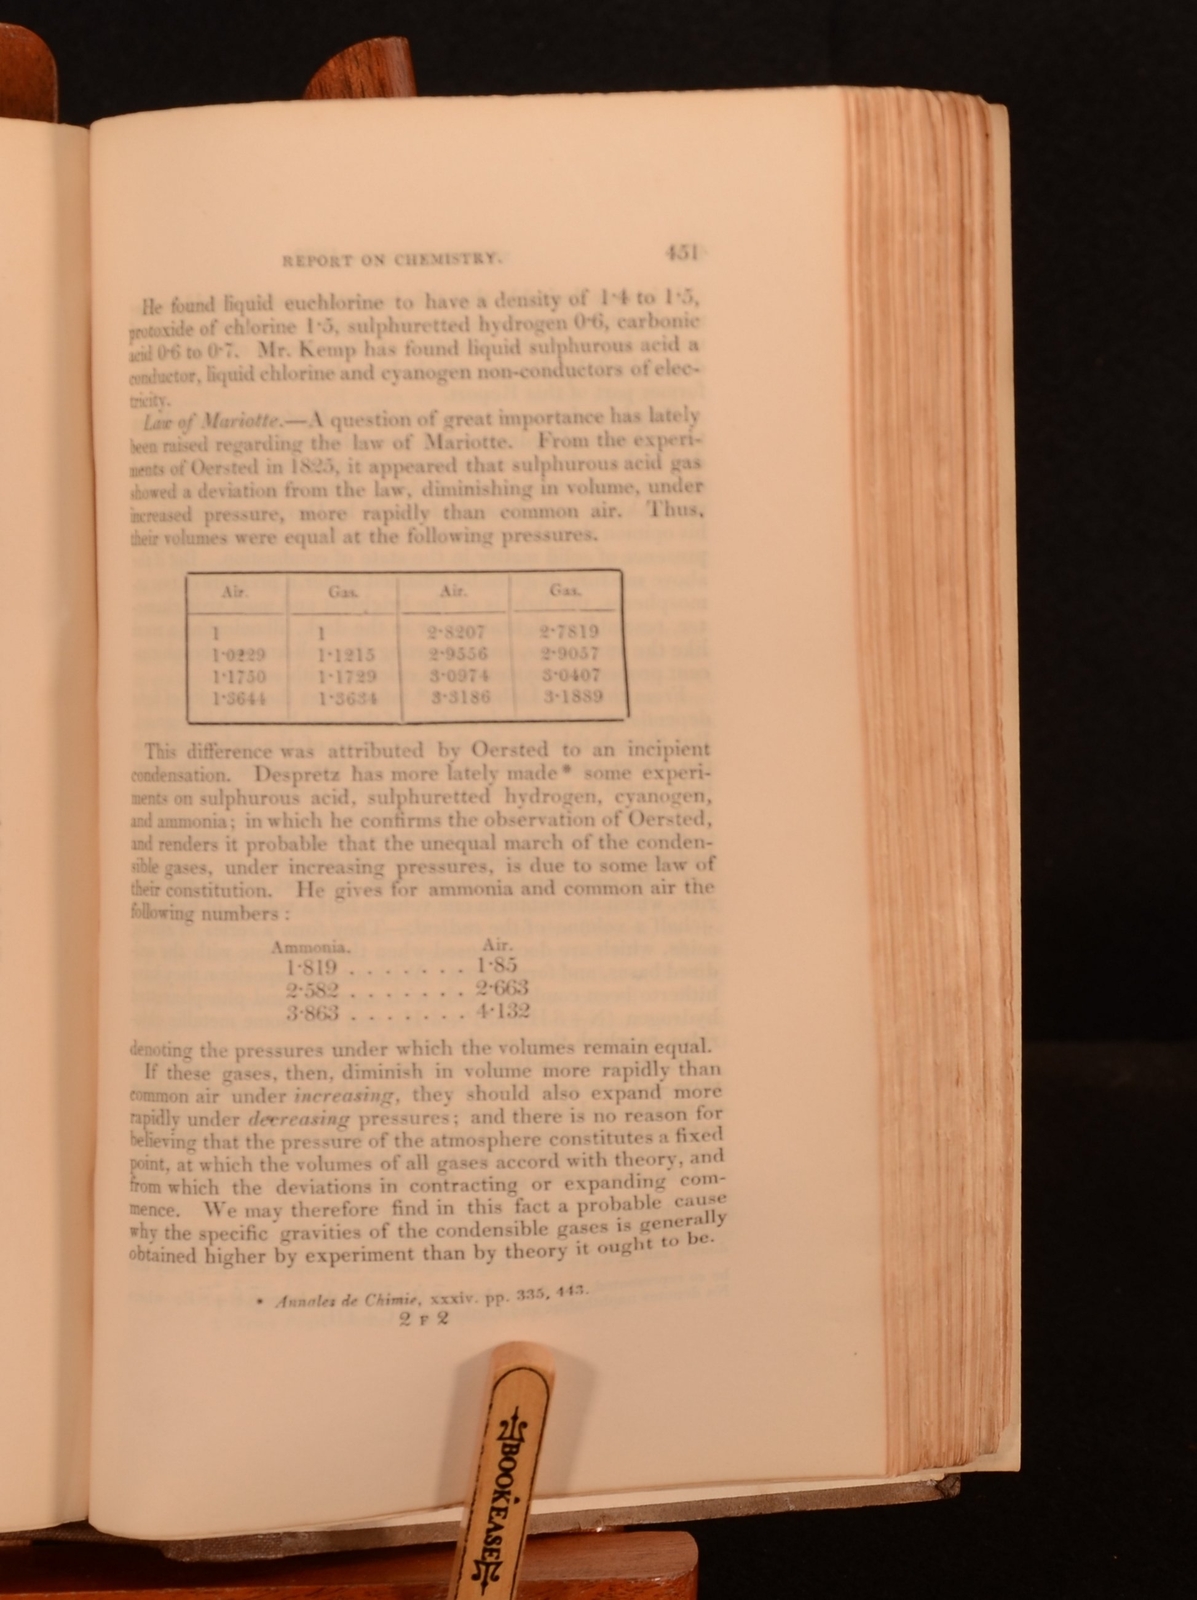 REPORT ON CHEMISTRY. 451
He found liquid euchlorine to have a density of 1·4 to 1·5,
protoxide of chlorine 1·5, sulphuretted hydrogen 0·6, carbonic
acid 0·6 to 0·7. Mr. Kemp has found liquid sulphurous acid a
conductor, liquid chlorine and cyanogen non-conductors of elec-
tricity.
Law of Mariotte.—A question of great importance has lately
been raised regarding the law of Mariotte. From the experi-
ments of Oersted in 1825, it appeared that sulphurous acid gas
showed a deviation from the law, diminishing in volume, under
increased pressure, more rapidly than common air. Thus,
their volumes were equal at the following pressures.
Air. Gas. Air. Gas.
1 1 2·8207 2·7819
1·0229 1·1215 2·9556 2·9057
1·1750 1·1729 3·0974 3·0407
1·3644 1·3634 3·3186 3·1889
This difference was attributed by Oersted to an incipient
condensation. Despretz has more lately made* some experi-
ments on sulphurous acid, sulphuretted hydrogen, cyanogen,
and ammonia; in which he confirms the observation of Oersted,
and renders it probable that the unequal march of the conden-
sible gases, under increasing pressures, is due to some law of
their constitution. He gives for ammonia and common air the
following numbers:
Ammonia. Air.
1·819 . . . . . . . 1·85
2·582 . . . . . . . 2·663
3·863 . . . . . . . 4·132
denoting the pressures under which the volumes remain equal.
If these gases, then, diminish in volume more rapidly than
common air under increasing, they should also expand more
rapidly under decreasing pressures; and there is no reason for
believing that the pressure of the atmosphere constitutes a fixed
point, at which the volumes of all gases accord with theory, and
from which the deviations in contracting or expanding com-
mence. We may therefore find in this fact a probable cause
why the specific gravities of the condensible gases is generally
obtained higher by experiment than by theory it ought to be.
* Annales de Chimie, xxxiv. pp. 335, 443.
2 F 2
BOOKEASE